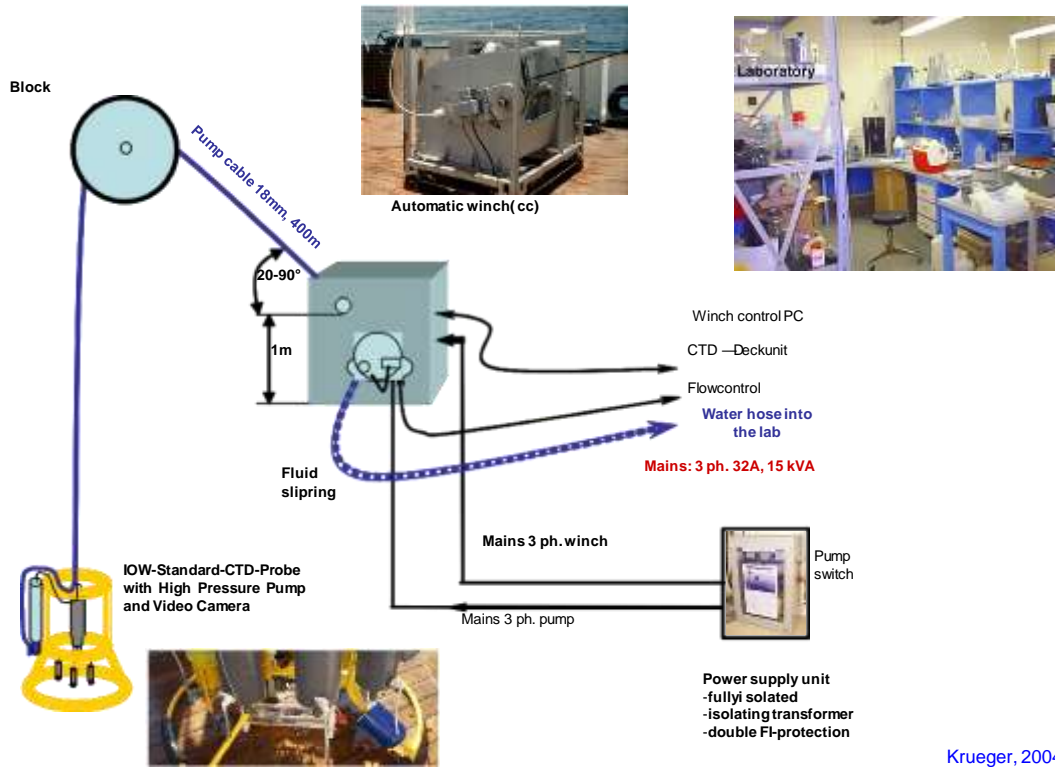 Block
Pump cable 18mm, 400m
Automatic winch( cc)
Laboratory
20-90°
1m
Winch control PC
CTD —Deckunit
Flowcontrol
Water hose into
the lab
Mains: 3 ph. 32A, 15 kVA
Fluid
slipring
Mains 3 ph. winch
Pump
switch
IOW-Standard-CTD-Probe
with High Pressure Pump
and Video Camera
Mains 3 ph. pump
Power supply unit
-fullyi solated
-isolating transformer
-double FI-protection
Krueger, 2004